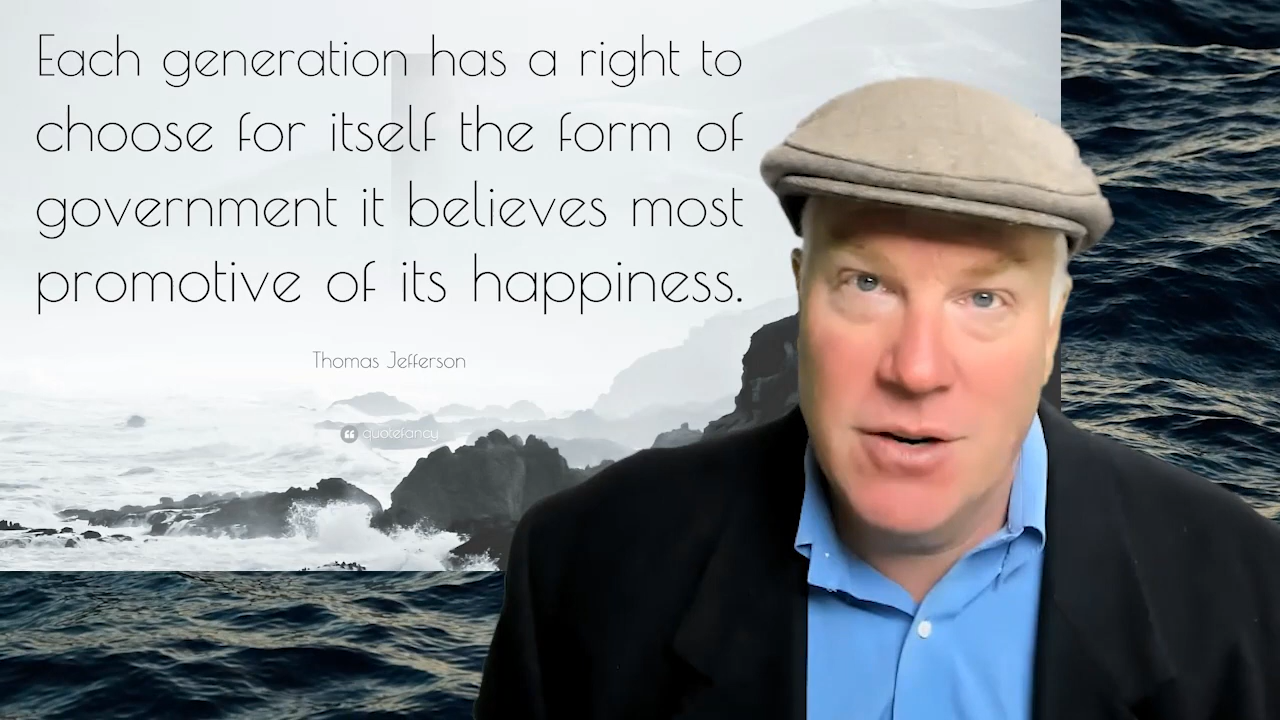 Each generation has a right to
choose for itself the form of
government it believes most
promotive of its happiness.
Thomas Jefferson
quotefancy